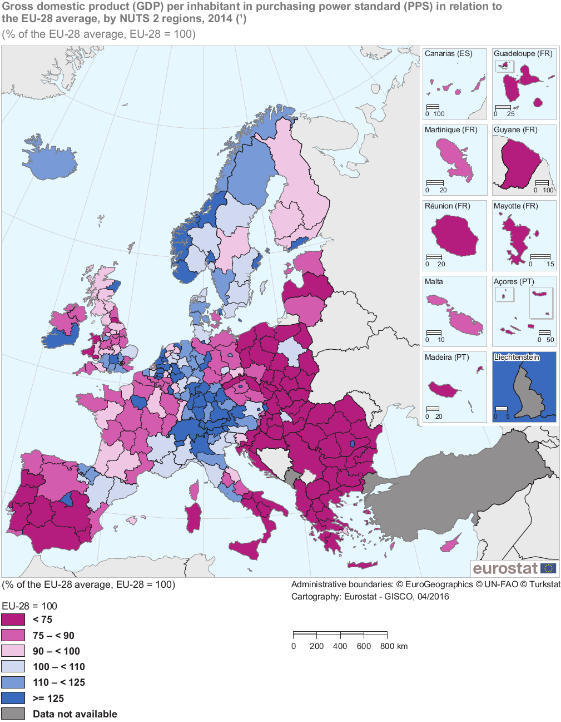 Gross domestic product (GDP) per inhabitant in purchasing power standard (PPS) in relation to
the EU-28 average, by NUTS 2 regions, 2014 (¹)
(% of the EU-28 average, EU-28 = 100)
Canarias (ES)
Guadeloupe (FR)
0 100
0 25
Martinique (FR)
Guyane (FR)
0 20
0 100
Réunion (FR)
Mayotte (FR)
0 20
0 15
Malta
Açores (PT)
0 10
0 50
Madeira (PT)
Liechtenstein
0 20
eurostat
(% of the EU-28 average, EU-28 = 100)
Administrative boundaries: © EuroGeographics © UN-FAO © Turkstat
Cartography: Eurostat - GISCO, 04/2016
EU-28 = 100
< 75
75 – < 90
90 – < 100
100 – < 110
110 – < 125
>= 125
Data not available
0 200 400 600 800 km